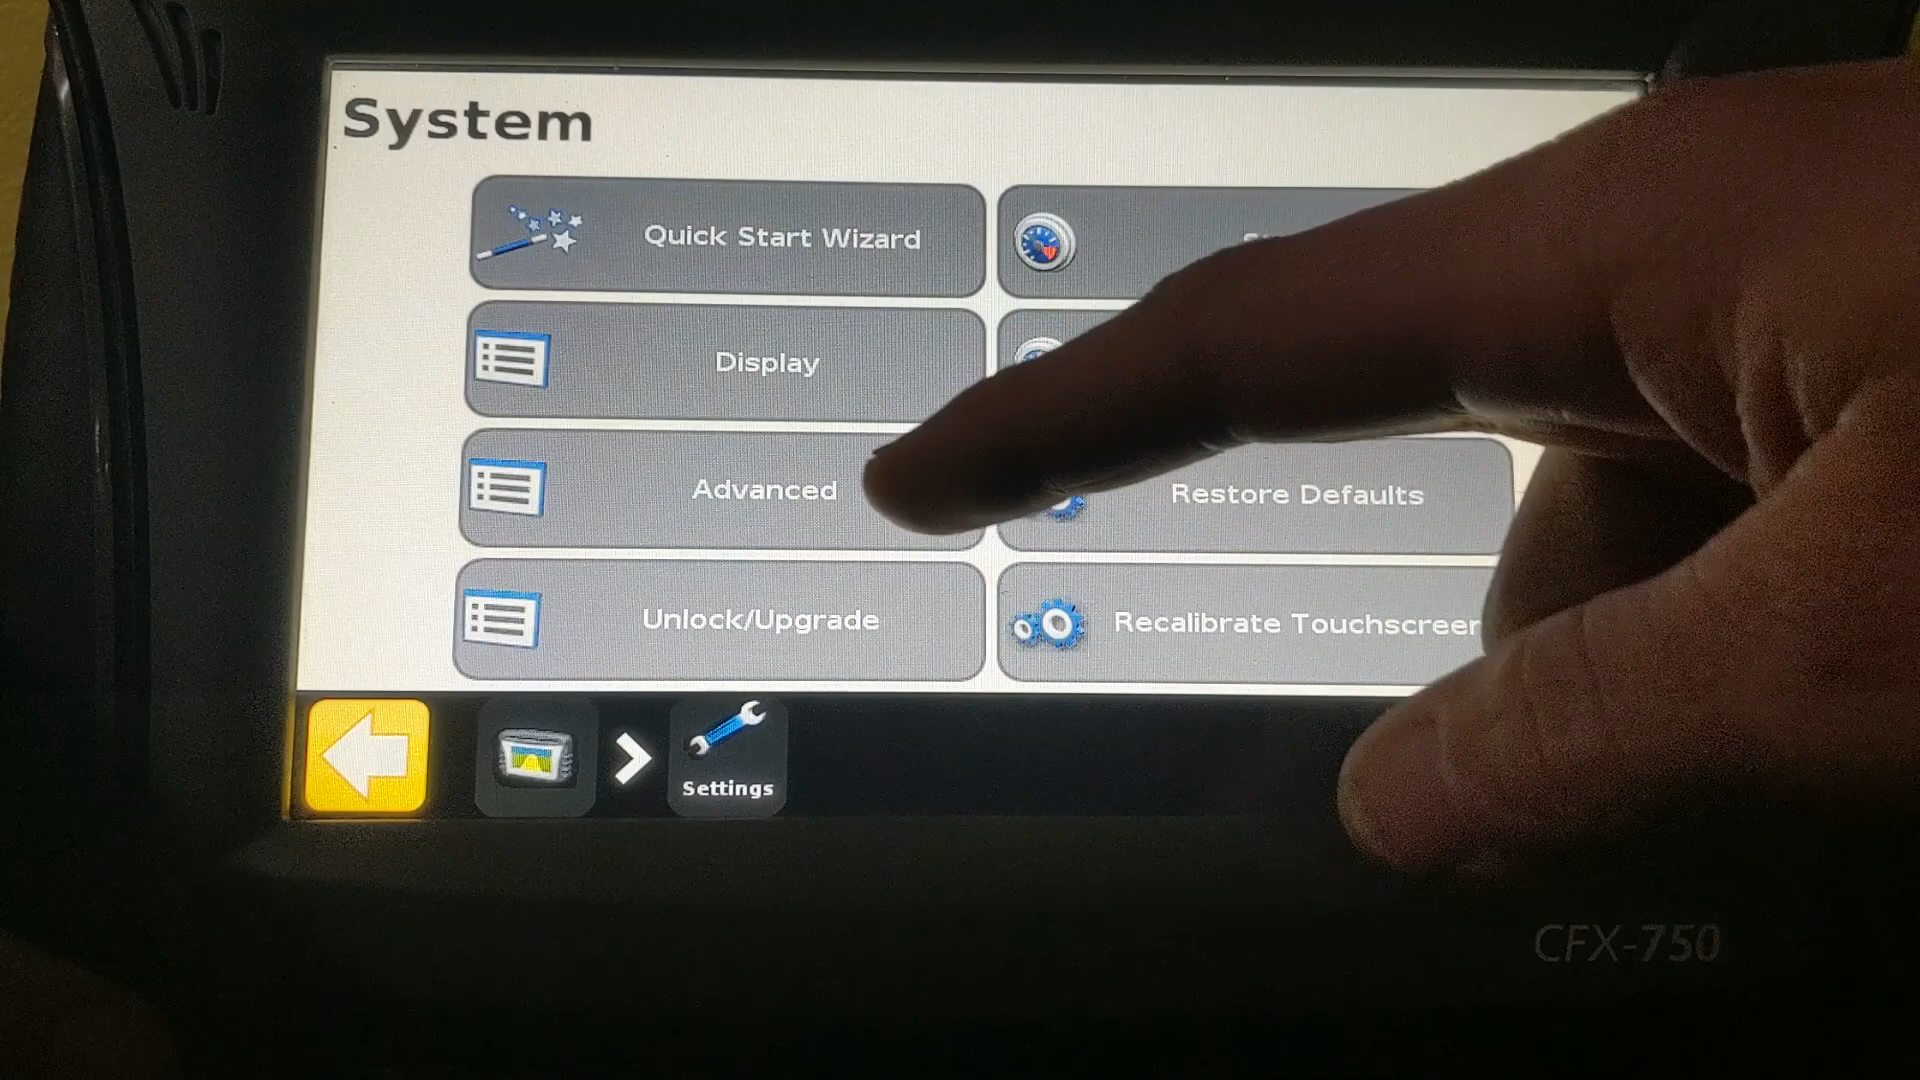 System
Quick Start Wizard
Display
Advanced
Restore Defaults
Unlock/Upgrade
Recalibrate Touchscreen
Settings
CFX-750